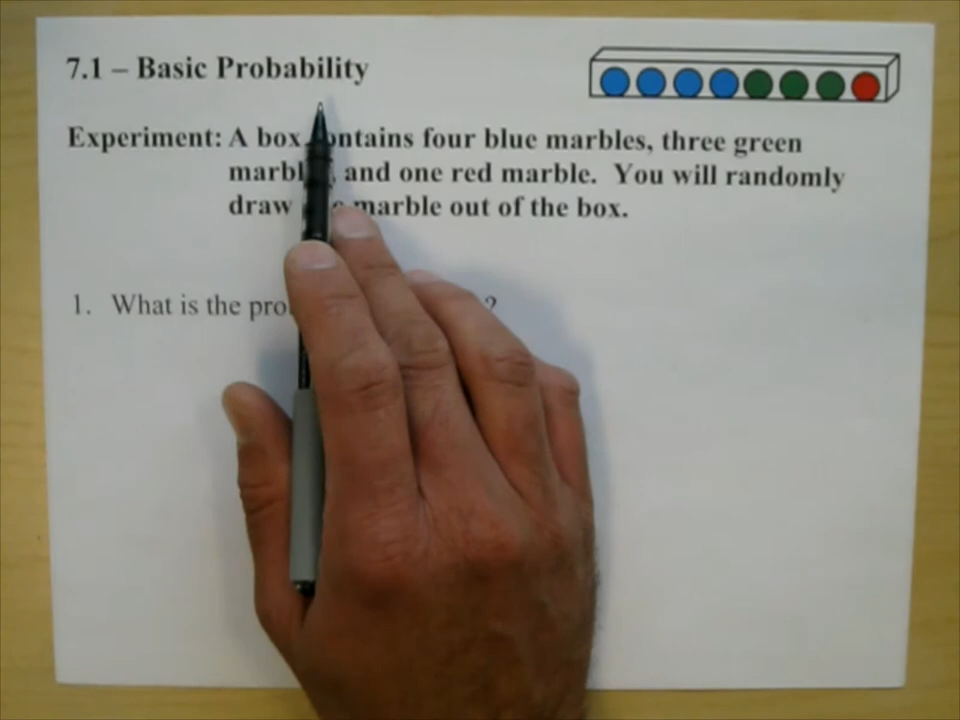 7.1 – Basic Probability
Experiment: A box contains four blue marbles, three green
marbles, and one red marble. You will randomly
draw marble out of the box.
1. What is the ?